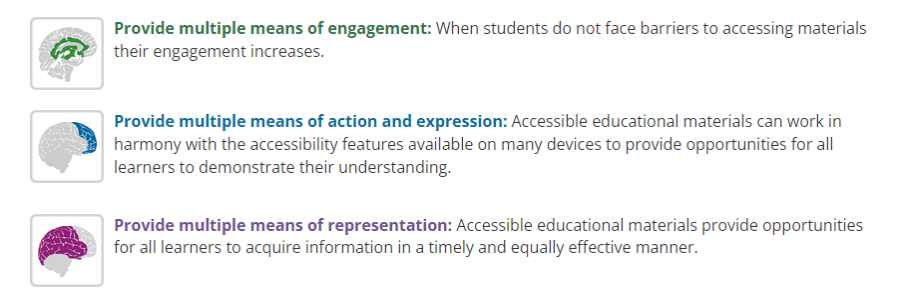 Provide multiple means of engagement: When students do not face barriers to accessing materials
their engagement increases.
Provide multiple means of action and expression: Accessible educational materials can work in
harmony with the accessibility features available on many devices to provide opportunities for all
learners to demonstrate their understanding.
Provide multiple means of representation: Accessible educational materials provide opportunities
for all learners to acquire information in a timely and equally effective manner.